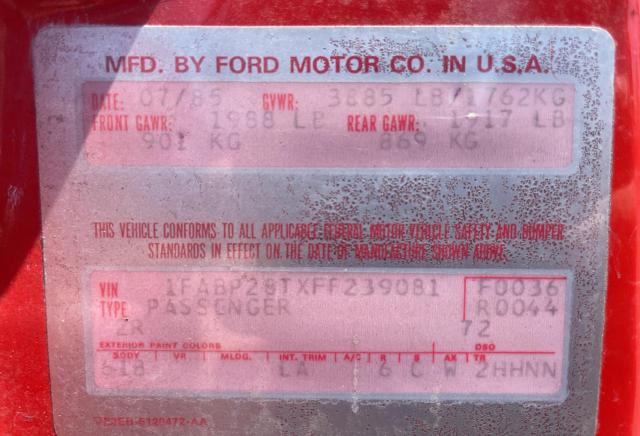 MFD. BY FORD MOTOR CO. IN U.S.A.
DATE: 07/85 GVWR: 3885 LB/1762KG
FRONT GAWR: 1988 LB REAR GAWR: 1917 LB
901 KG 869 KG
THIS VEHICLE CONFORMS TO ALL APPLICABLE FEDERAL MOTOR VEHICLE SAFETY AND BUMPER
STANDARDS IN EFFECT ON THE DATE OF MANUFACTURE SHOWN ABOVE.
VIN 1FABP28TXFF239081 F0036
TYPE PASSENGER R0044
2R 72
EXTERIOR PAINT COLORS DSO
BODY VR MLDG. INT. TRIM A/C R S AX TR
61B LA 6 C W 2HHNN